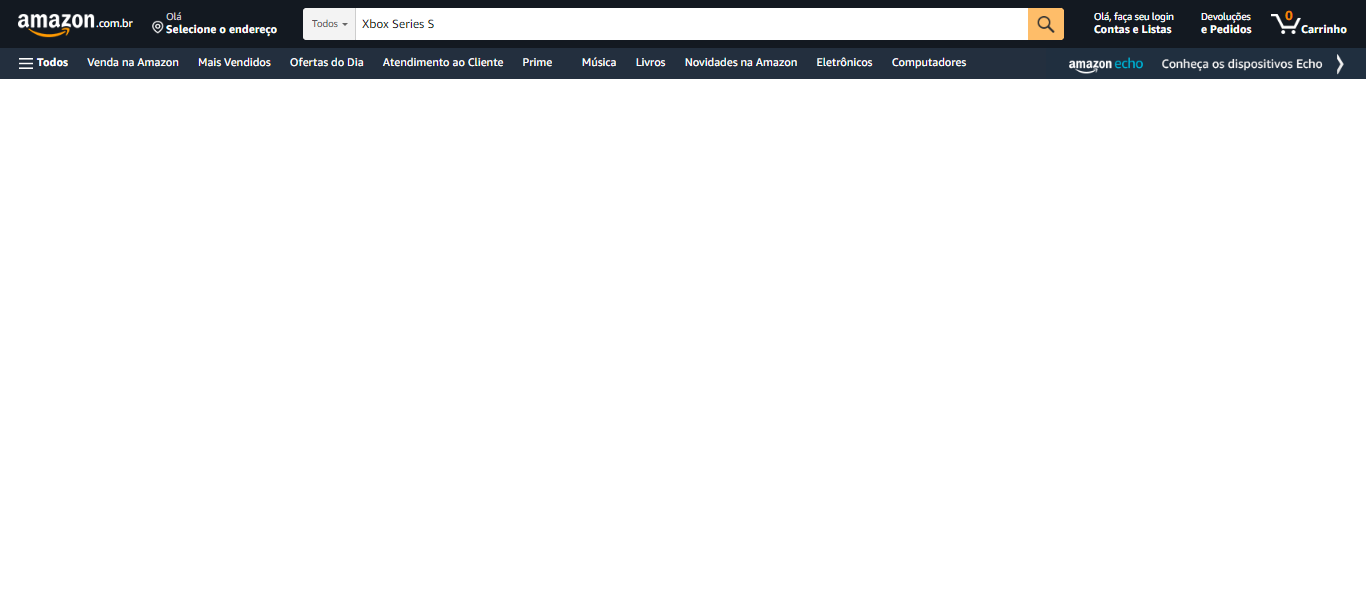 amazon.com.br
Olá
Selecione o endereço
Todos
Xbox Series S
Olá, faça seu login
Contas e Listas
Devoluções
e Pedidos
0
Carrinho
Todos
Venda na Amazon
Mais Vendidos
Ofertas do Dia
Atendimento ao Cliente
Prime
Música
Livros
Novidades na Amazon
Eletrônicos
Computadores
amazon echo
Conheça os dispositivos Echo